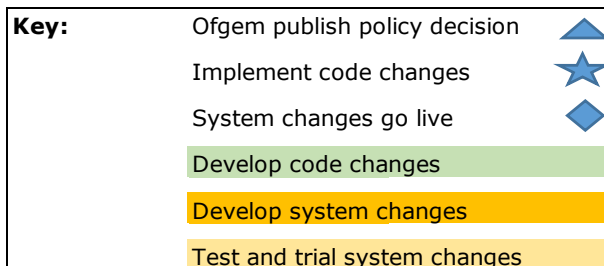 Key: Ofgem publish policy decision
Implement code changes
System changes go live
Develop code changes
Develop system changes
Test and trial system changes